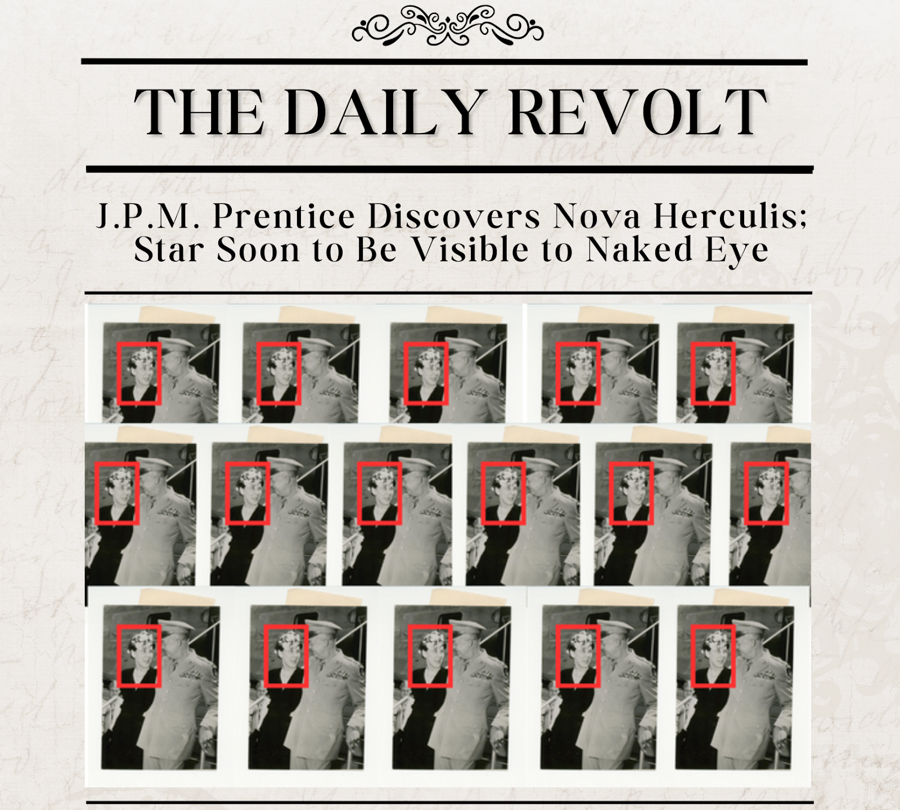 THE DAILY REVOLT
J.P.M. Prentice Discovers Nova Herculis;
Star Soon to Be Visible to Naked Eye